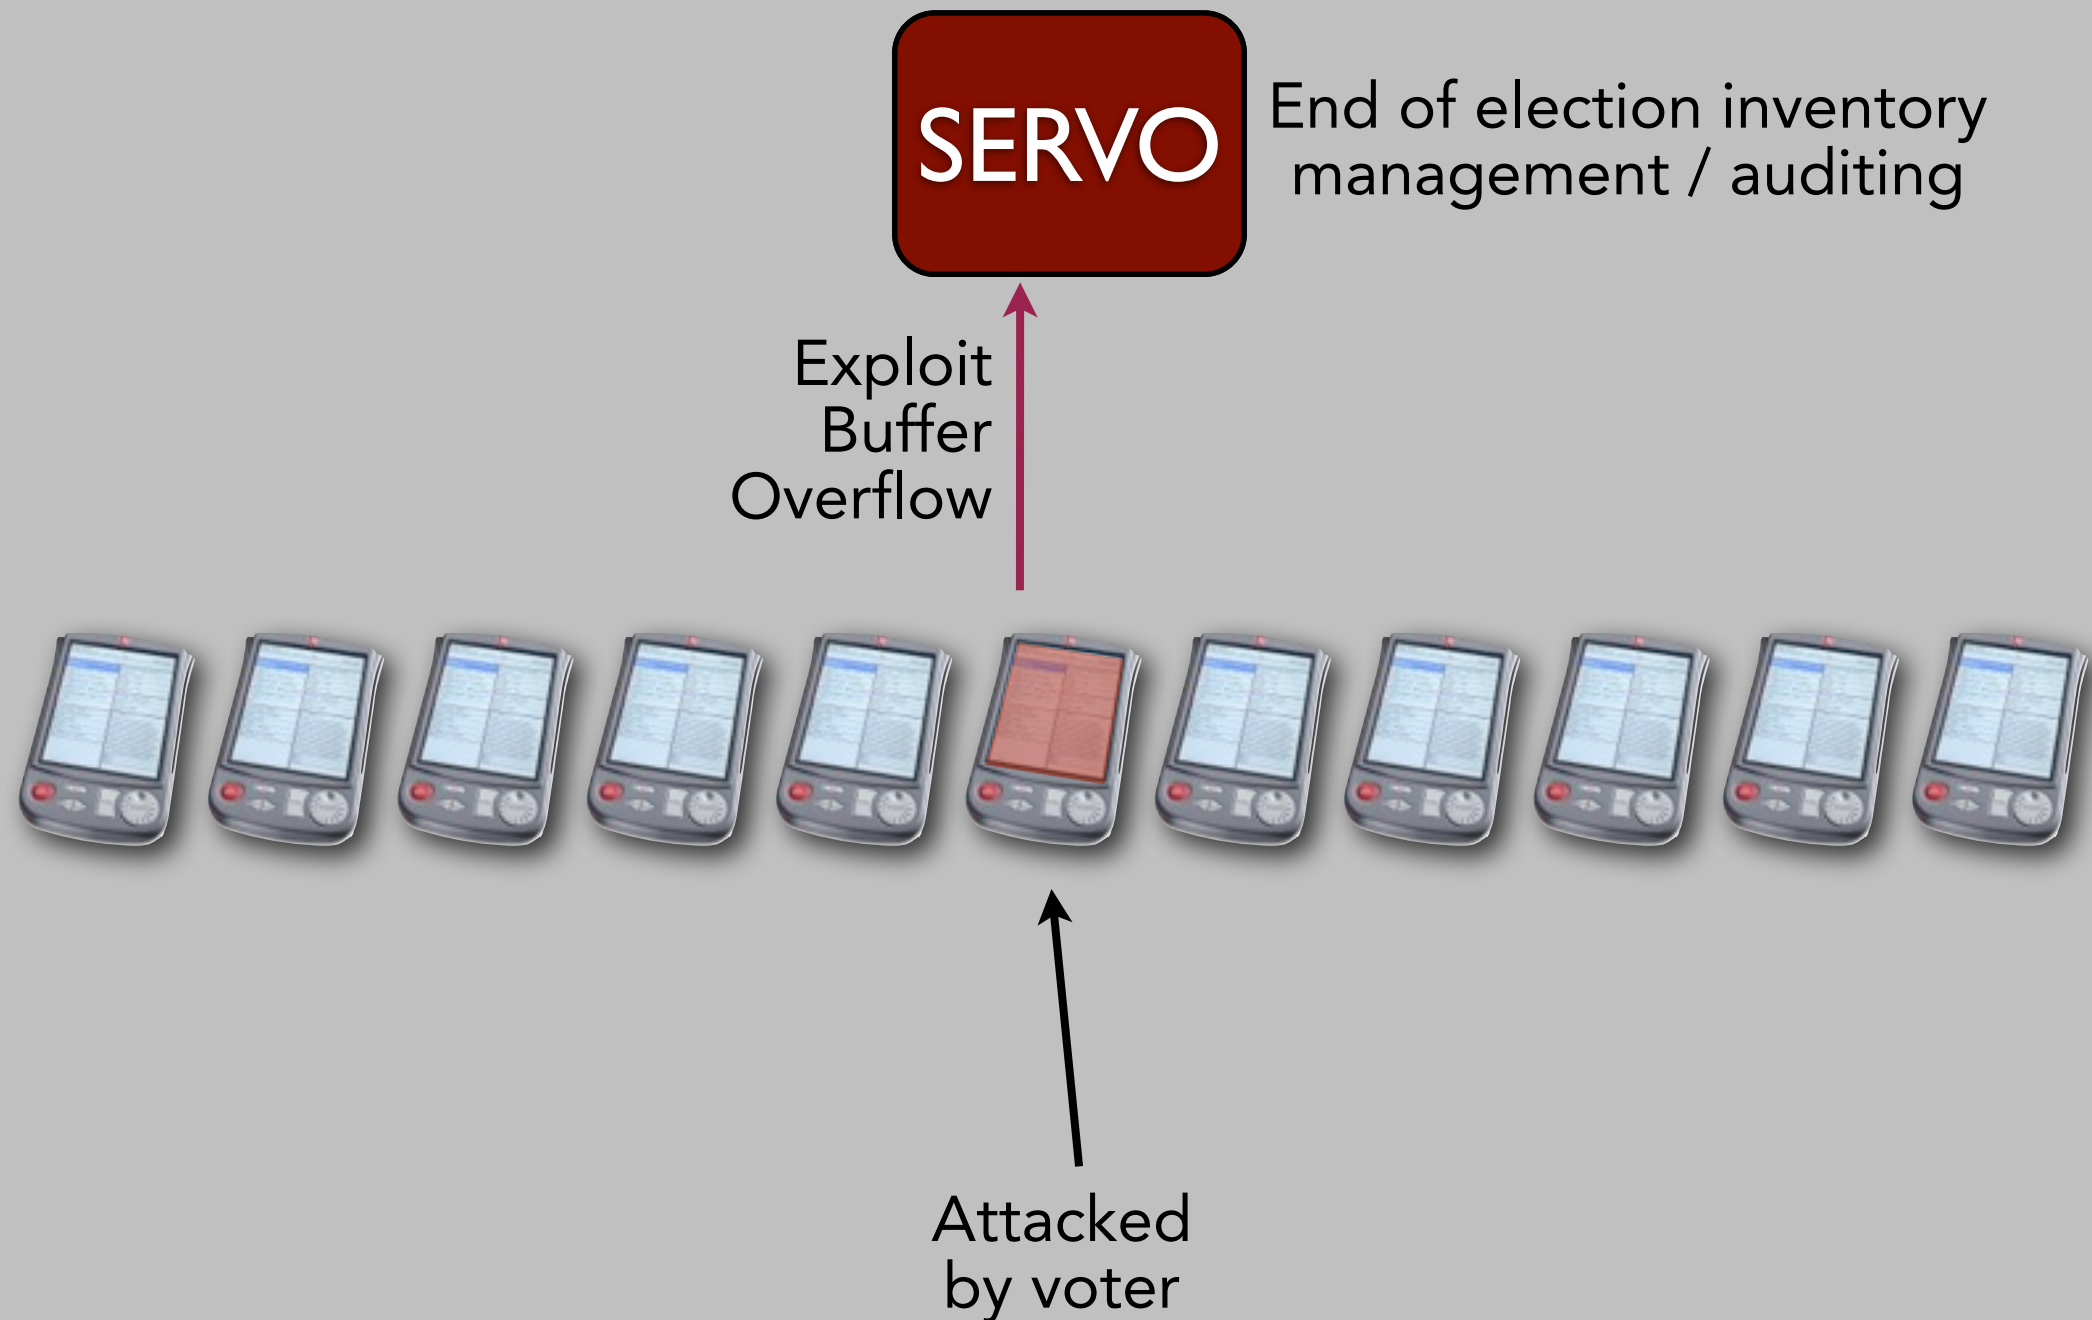 SERVO
End of election inventory
management / auditing
Exploit
Buffer
Overflow
Attacked
by voter